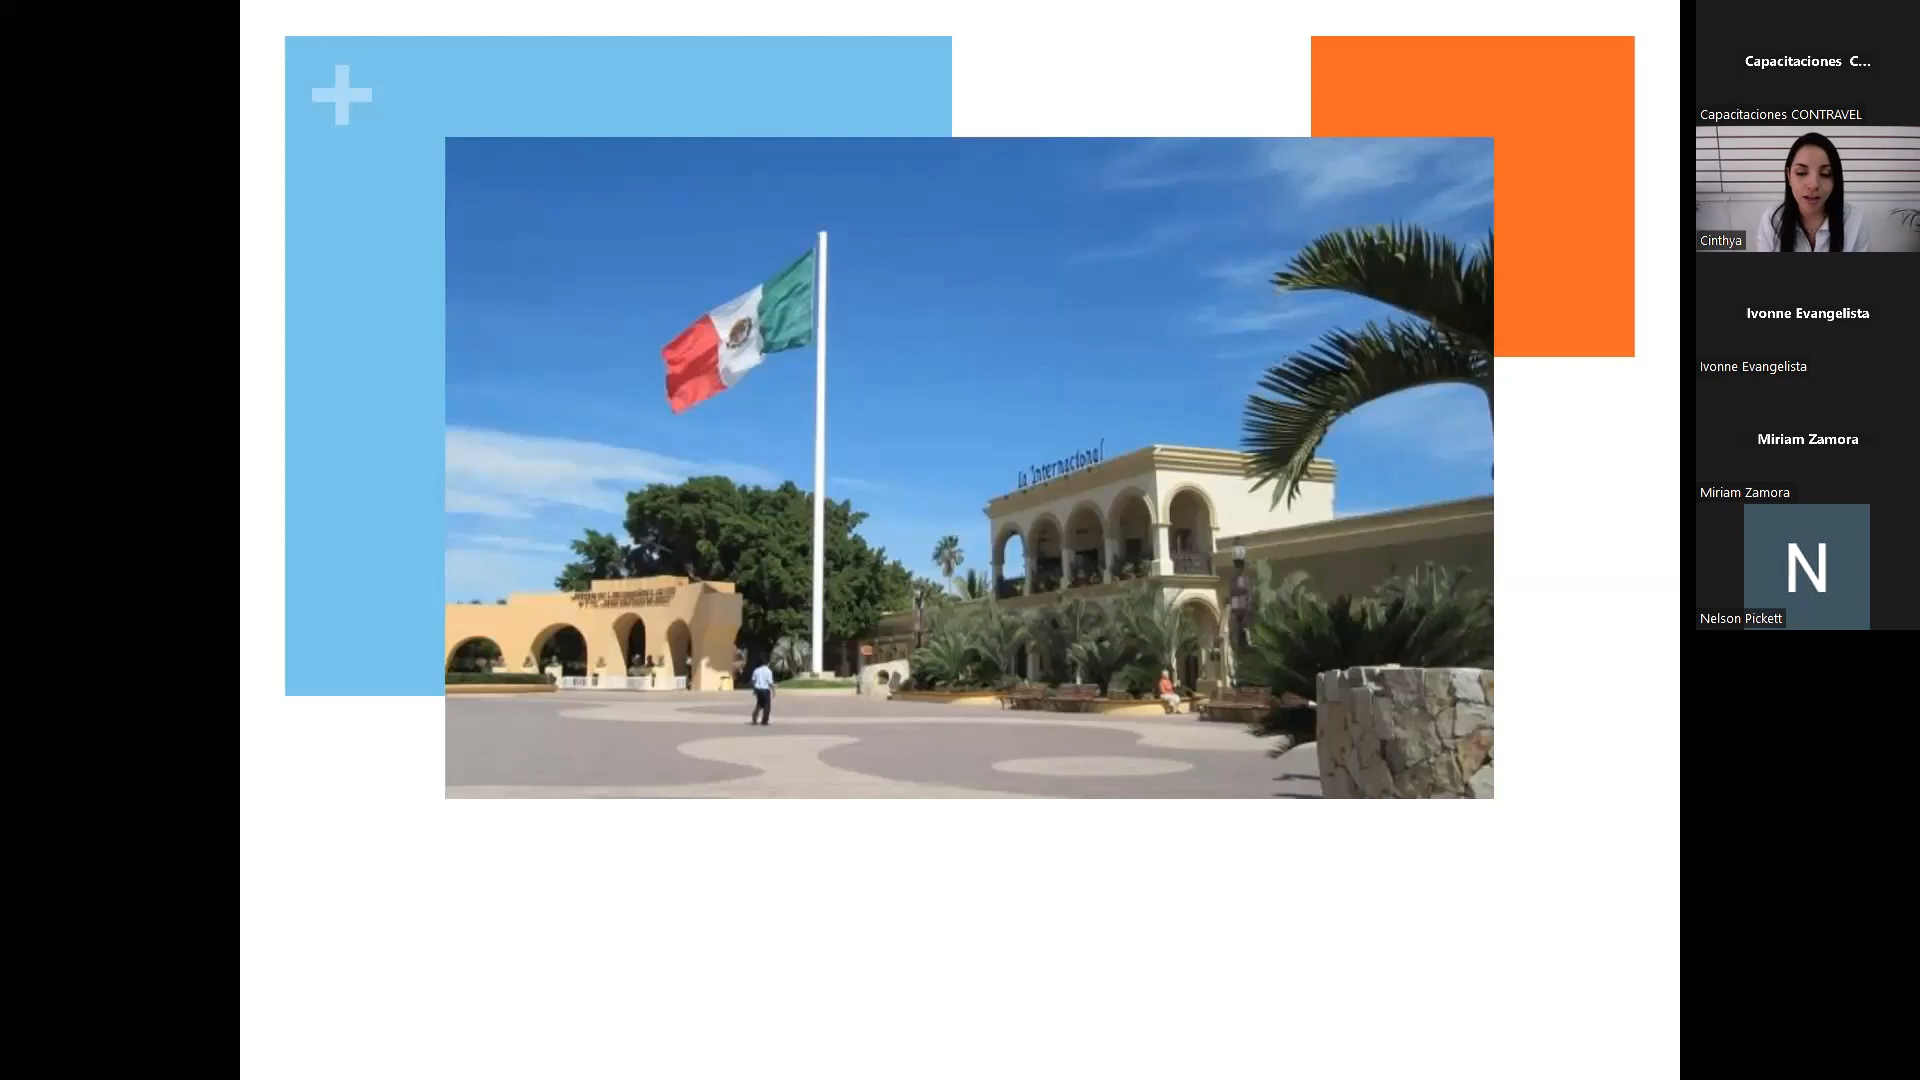 La Internacional
Capacitaciones C...
Capacitaciones CONTRAVEL
Cinthya
Ivonne Evangelista
Ivonne Evangelista
Miriam Zamora
Miriam Zamora
N
Nelson Pickett